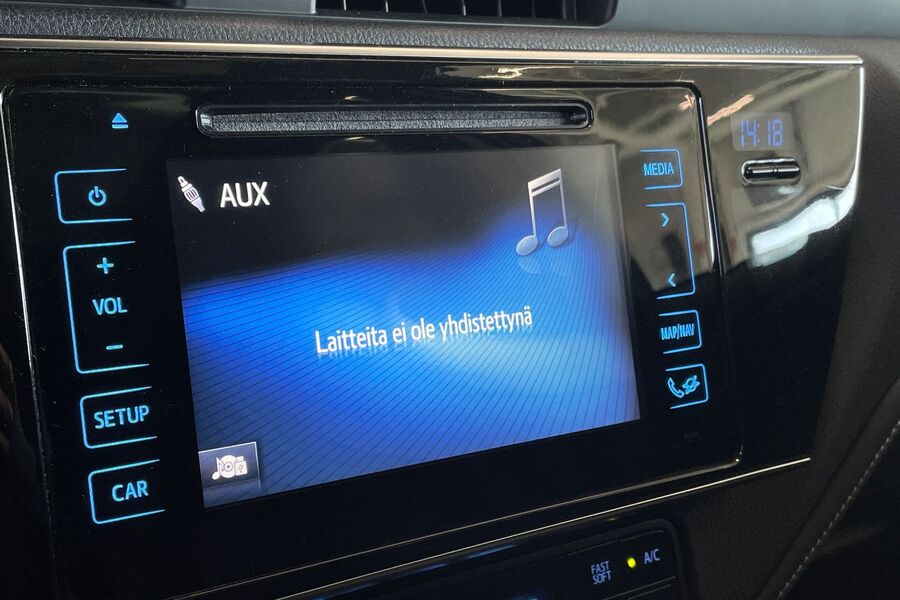 AUX
Laitteita ei ole yhdistettynä
+
VOL
−
SETUP
CAR
MEDIA
>
<
MAP/NAV
14:18
FAST
SOFT
A/C